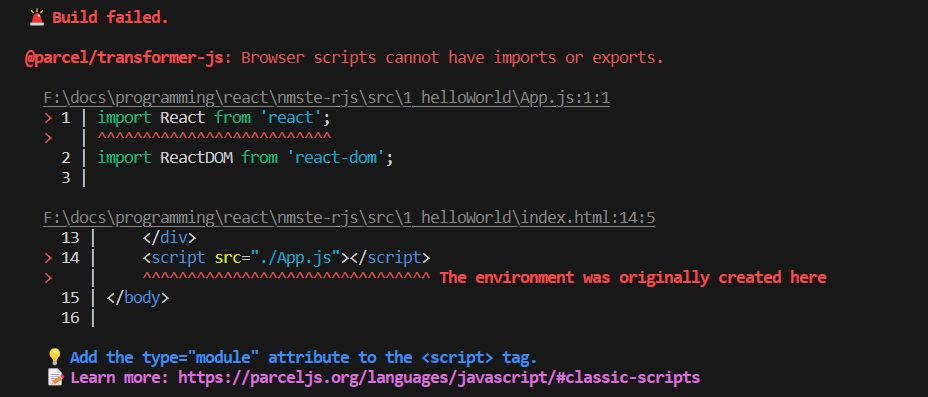 🚨 Build failed.
@parcel/transformer-js: Browser scripts cannot have imports or exports.
F:\docs\programming\react\nmste-rjs\src\1_helloWorld\App.js:1:1
> 1 | import React from 'react';
>   | ^^^^^^^^^^^^^^^^^^^^^^^^^^
2 | import ReactDOM from 'react-dom';
3 |
F:\docs\programming\react\nmste-rjs\src\1_helloWorld\index.html:14:5
13 |     </div>
> 14 |     <script src="./App.js"></script>
>    |     ^^^^^^^^^^^^^^^^^^^^^^^^^^^^^^^^ The environment was originally created here
15 | </body>
16 |
💡 Add the type="module" attribute to the <script> tag.
📝 Learn more: https://parceljs.org/languages/javascript/#classic-scripts